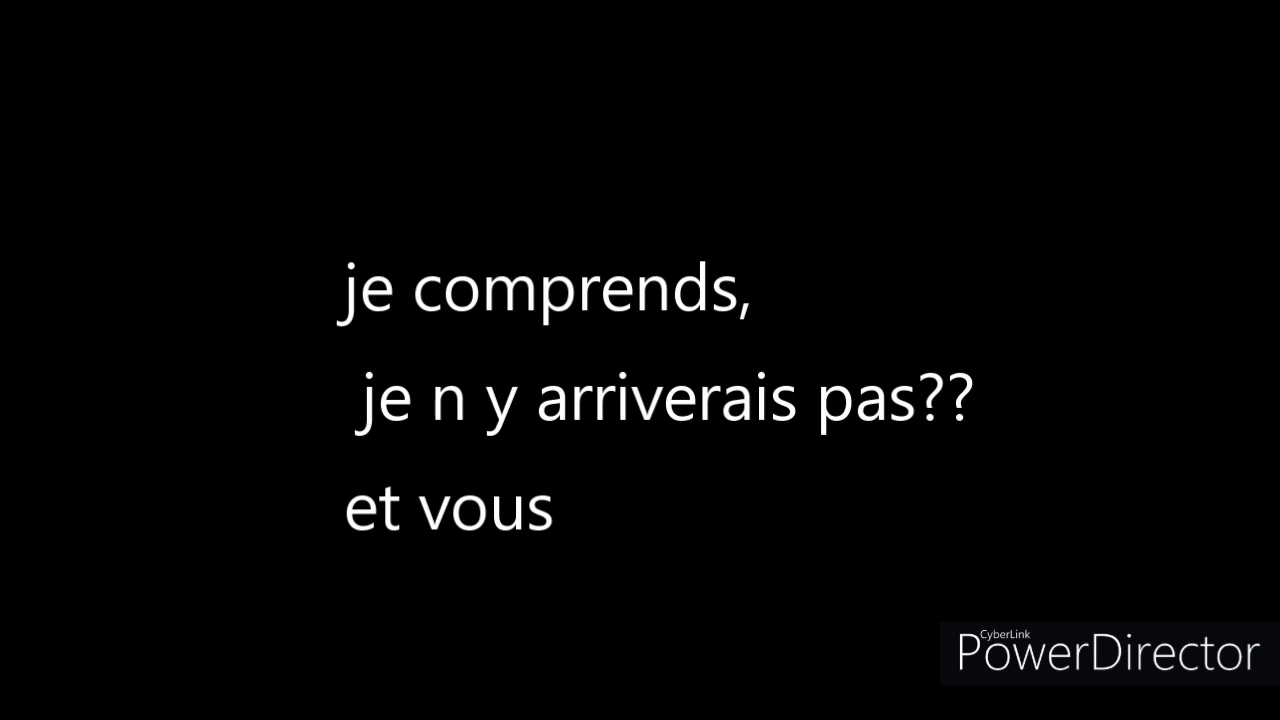 je comprends,
je n y arriverais pas??
et vous
CyberLink
PowerDirector